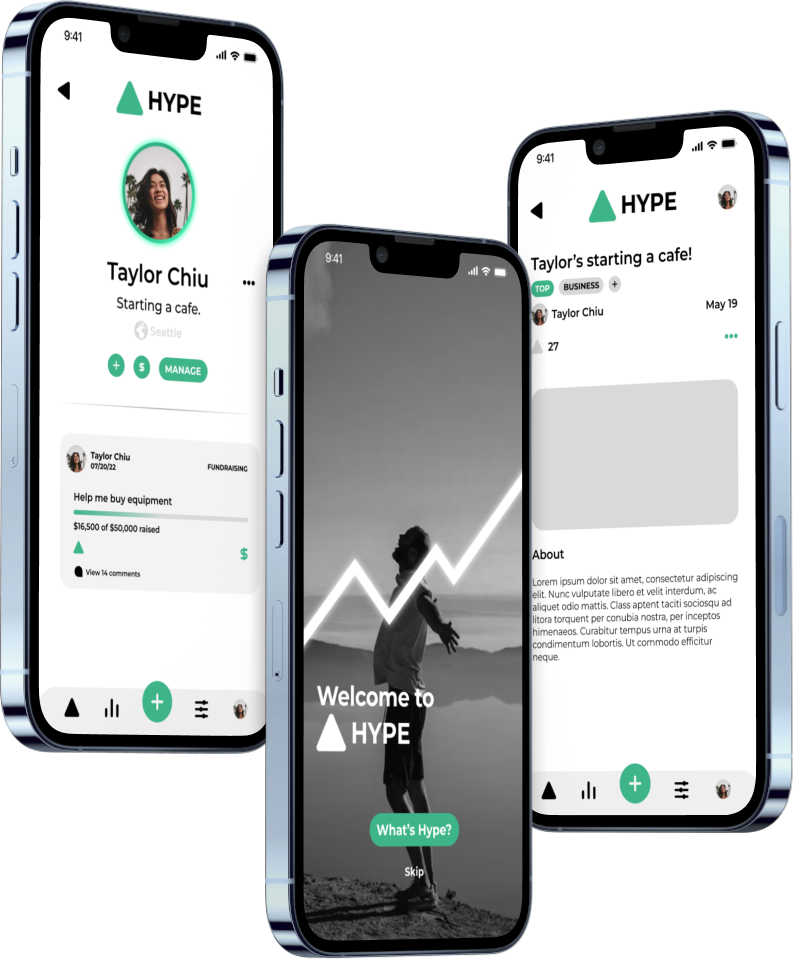 9:41
HYPE
Taylor Chiu
Starting a cafe.
Seattle
+ $ MANAGE
Taylor Chiu
07/20/22
FUNDRAISING
Help me buy equipment
$16,500 of $50,000 raised
$
View 14 comments
+
9:41
Welcome to
HYPE
What's Hype?
Skip
9:41
HYPE
Taylor's starting a cafe!
TOP BUSINESS +
Taylor Chiu
May 19
27
About
Lorem ipsum dolor sit amet, consectetur adipiscing
elit. Nunc vulputate libero et velit interdum, ac
aliquet odio mattis. Class aptent taciti sociosqu ad
litora torquent per conubia nostra, per inceptos
himenaeos. Curabitur tempus urna at turpis
condimentum lobortis. Ut commodo efficitur
neque.
+